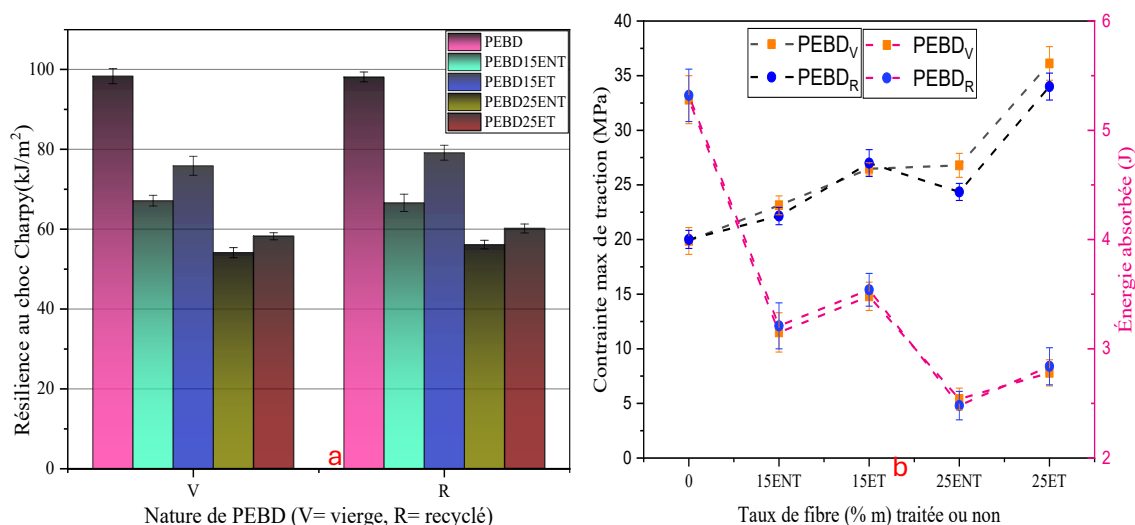 Résilience au choc Charpy(kJ/m²)
100
80
60
40
20
0
PEBD
PEBD15ENT
PEBD15ET
PEBD25ENT
PEBD25ET
V
R
a
Nature de PEBD (V= vierge, R= recyclé)
Contrainte max de traction (MPa)
40
35
30
25
20
15
10
5
0
PEBD_V
PEBD_R
PEBD_V
PEBD_R
6
5
4
3
2
Énergie absorbée (J)
0
15ENT
15ET
25ENT
25ET
b
Taux de fibre (% m) traitée ou non